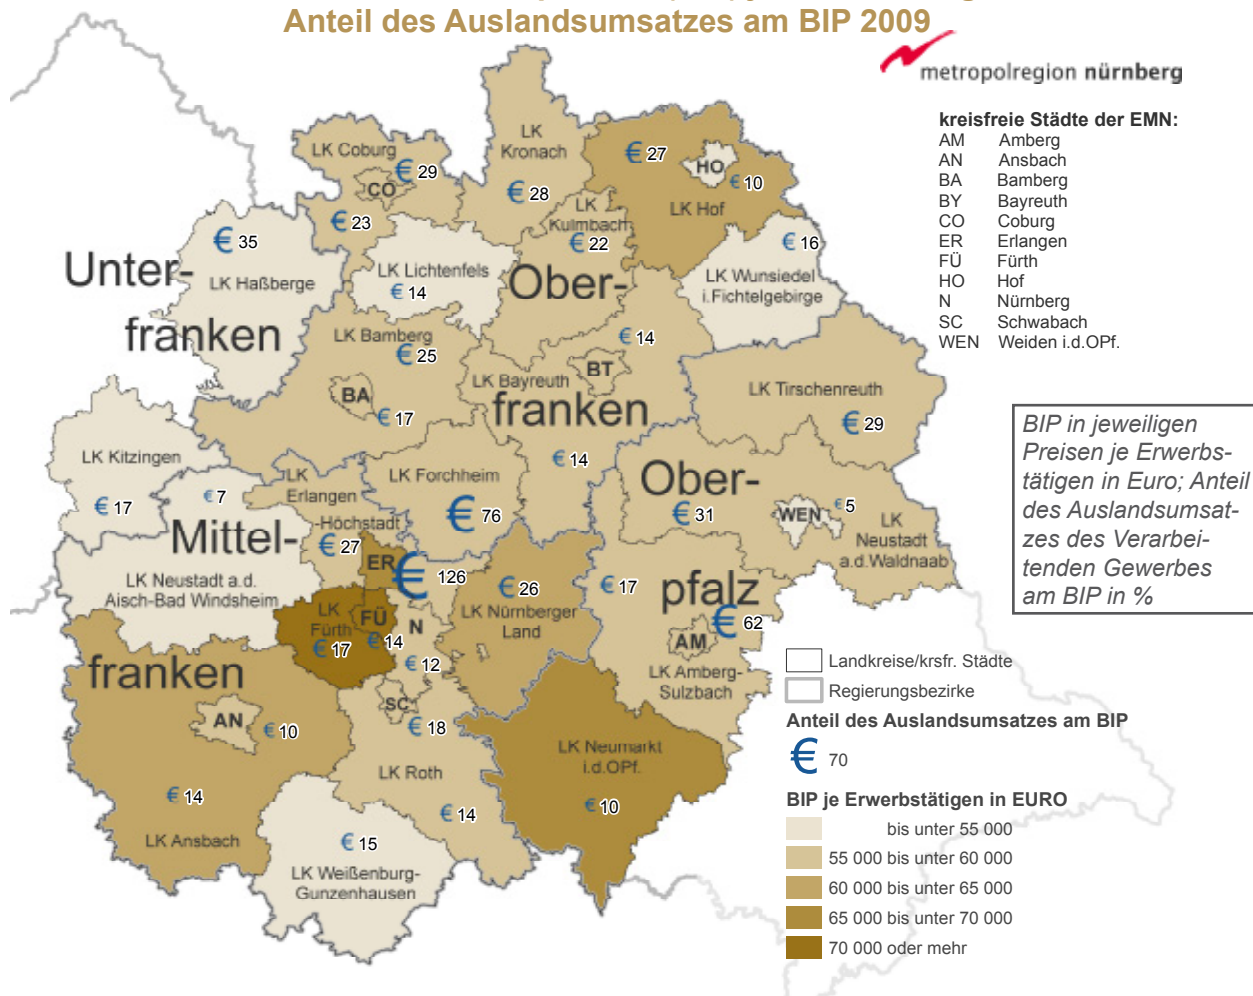 Anteil des Auslandsumsatzes am BIP 2009
metropolregion nürnberg
kreisfreie Städte der EMN:
AM Amberg
AN Ansbach
BA Bamberg
BY Bayreuth
CO Coburg
ER Erlangen
FÜ Fürth
HO Hof
N Nürnberg
SC Schwabach
WEN Weiden i.d.OPf.
BIP in jeweiligen
Preisen je Erwerbs-
tätigen in Euro; Anteil
des Auslandsumsat-
zes des Verarbei-
tenden Gewerbes
am BIP in %
LK Coburg
€ 29
CO
€ 23
LK
Kronach
€ 28
€ 27
HO
€ 10
LK Hof
LK
Kulmbach
€ 22
€ 16
LK Wunsiedel
i.Fichtelgebirge
€ 35
LK Haßberge
Unter-
franken
LK Lichtenfels
€ 14
Ober-
franken
LK Bamberg
€ 25
BA
€ 17
€ 14
LK Bayreuth
BT
€ 14
LK Tirschenreuth
€ 29
LK Kitzingen
€ 17
€ 7
Mittel-
franken
LK Neustadt a.d.
Aisch-Bad Windsheim
LK
Erlangen
-Höchstadt
€ 27
LK Forchheim
€ 76
ER
€ 126
Ober-
pfalz
€ 31
WEN
€ 5
LK
Neustadt
a.d.Waldnaab
€ 26
LK Nürnberger
Land
€ 17
€ 62
AM
LK Amberg-
Sulzbach
LK
Fürth
€ 17
FÜ
€ 14
N
€ 12
SC
€ 18
AN
€ 10
€ 14
LK Ansbach
LK Roth
€ 14
LK Neumarkt
i.d.OPf.
€ 10
€ 15
LK Weißenburg-
Gunzenhausen
Landkreise/krsfr. Städte
Regierungsbezirke
Anteil des Auslandsumsatzes am BIP
€ 70
BIP je Erwerbstätigen in EURO
bis unter 55 000
55 000 bis unter 60 000
60 000 bis unter 65 000
65 000 bis unter 70 000
70 000 oder mehr